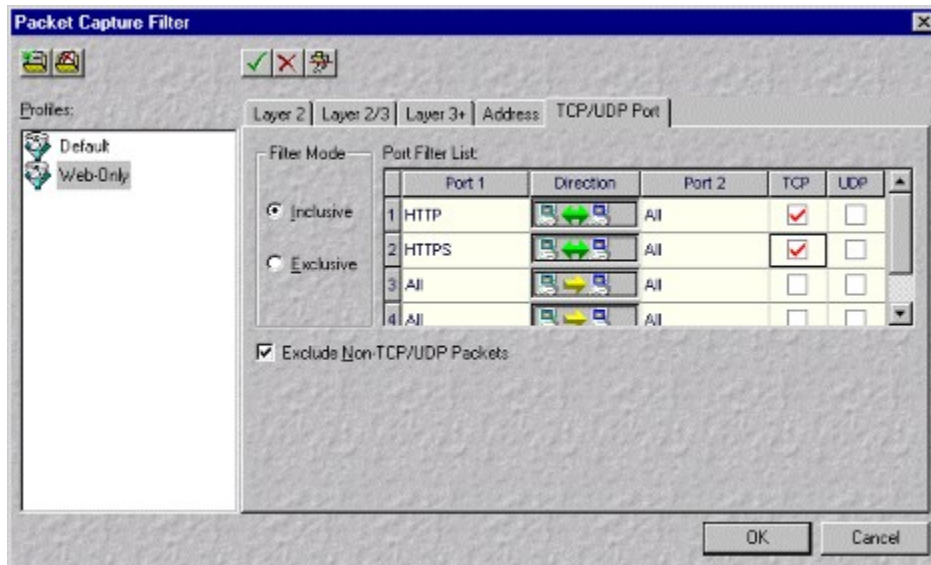 Packet Capture Filter
Profiles:
Default
Web-Only
Layer 2 Layer 2/3 Layer 3+ Address TCP/UDP Port
Filter Mode
Inclusive
Exclusive
Port Filter List:
Port 1 Direction Port 2 TCP UDP
1 HTTP All
2 HTTPS All
3 All All
4 All All
Exclude Non-TCP/UDP Packets
OK Cancel